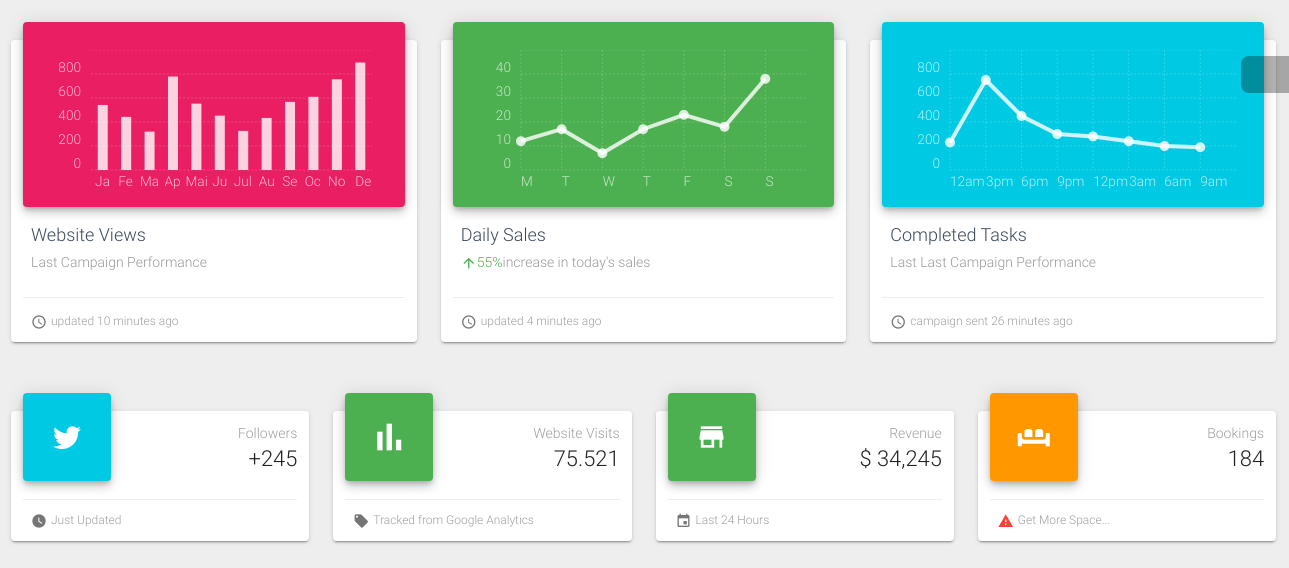 800
600
400
200
0
Ja Fe Ma Ap Mai Ju Jul Au Se Oc No De
Website Views
Last Campaign Performance
updated 10 minutes ago
40
30
20
10
0
M T W T F S S
Daily Sales
55%increase in today's sales
updated 4 minutes ago
800
600
400
200
0
12am 3pm 6pm 9pm 12pm 3am 6am 9am
Completed Tasks
Last Last Campaign Performance
campaign sent 26 minutes ago
Followers
+245
Just Updated
Website Visits
75.521
Tracked from Google Analytics
Revenue
$ 34,245
Last 24 Hours
Bookings
184
Get More Space...